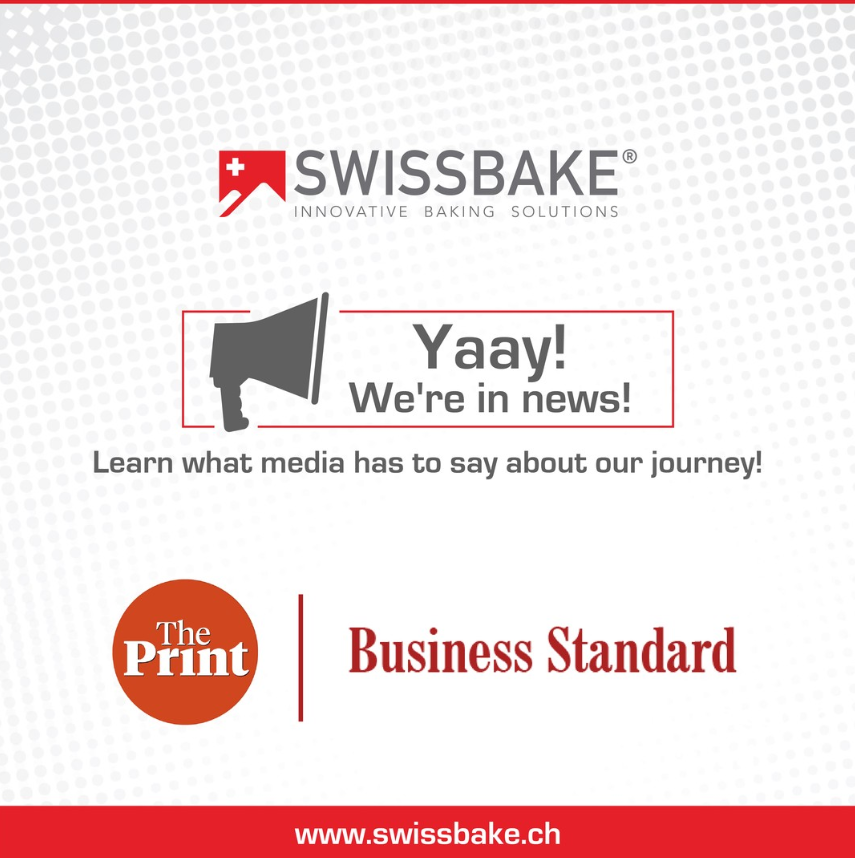 SWISSBAKE®
INNOVATIVE BAKING SOLUTIONS
Yaay!
We're in news!
Learn what media has to say about our journey!
The
Print
Business Standard
www.swissbake.ch